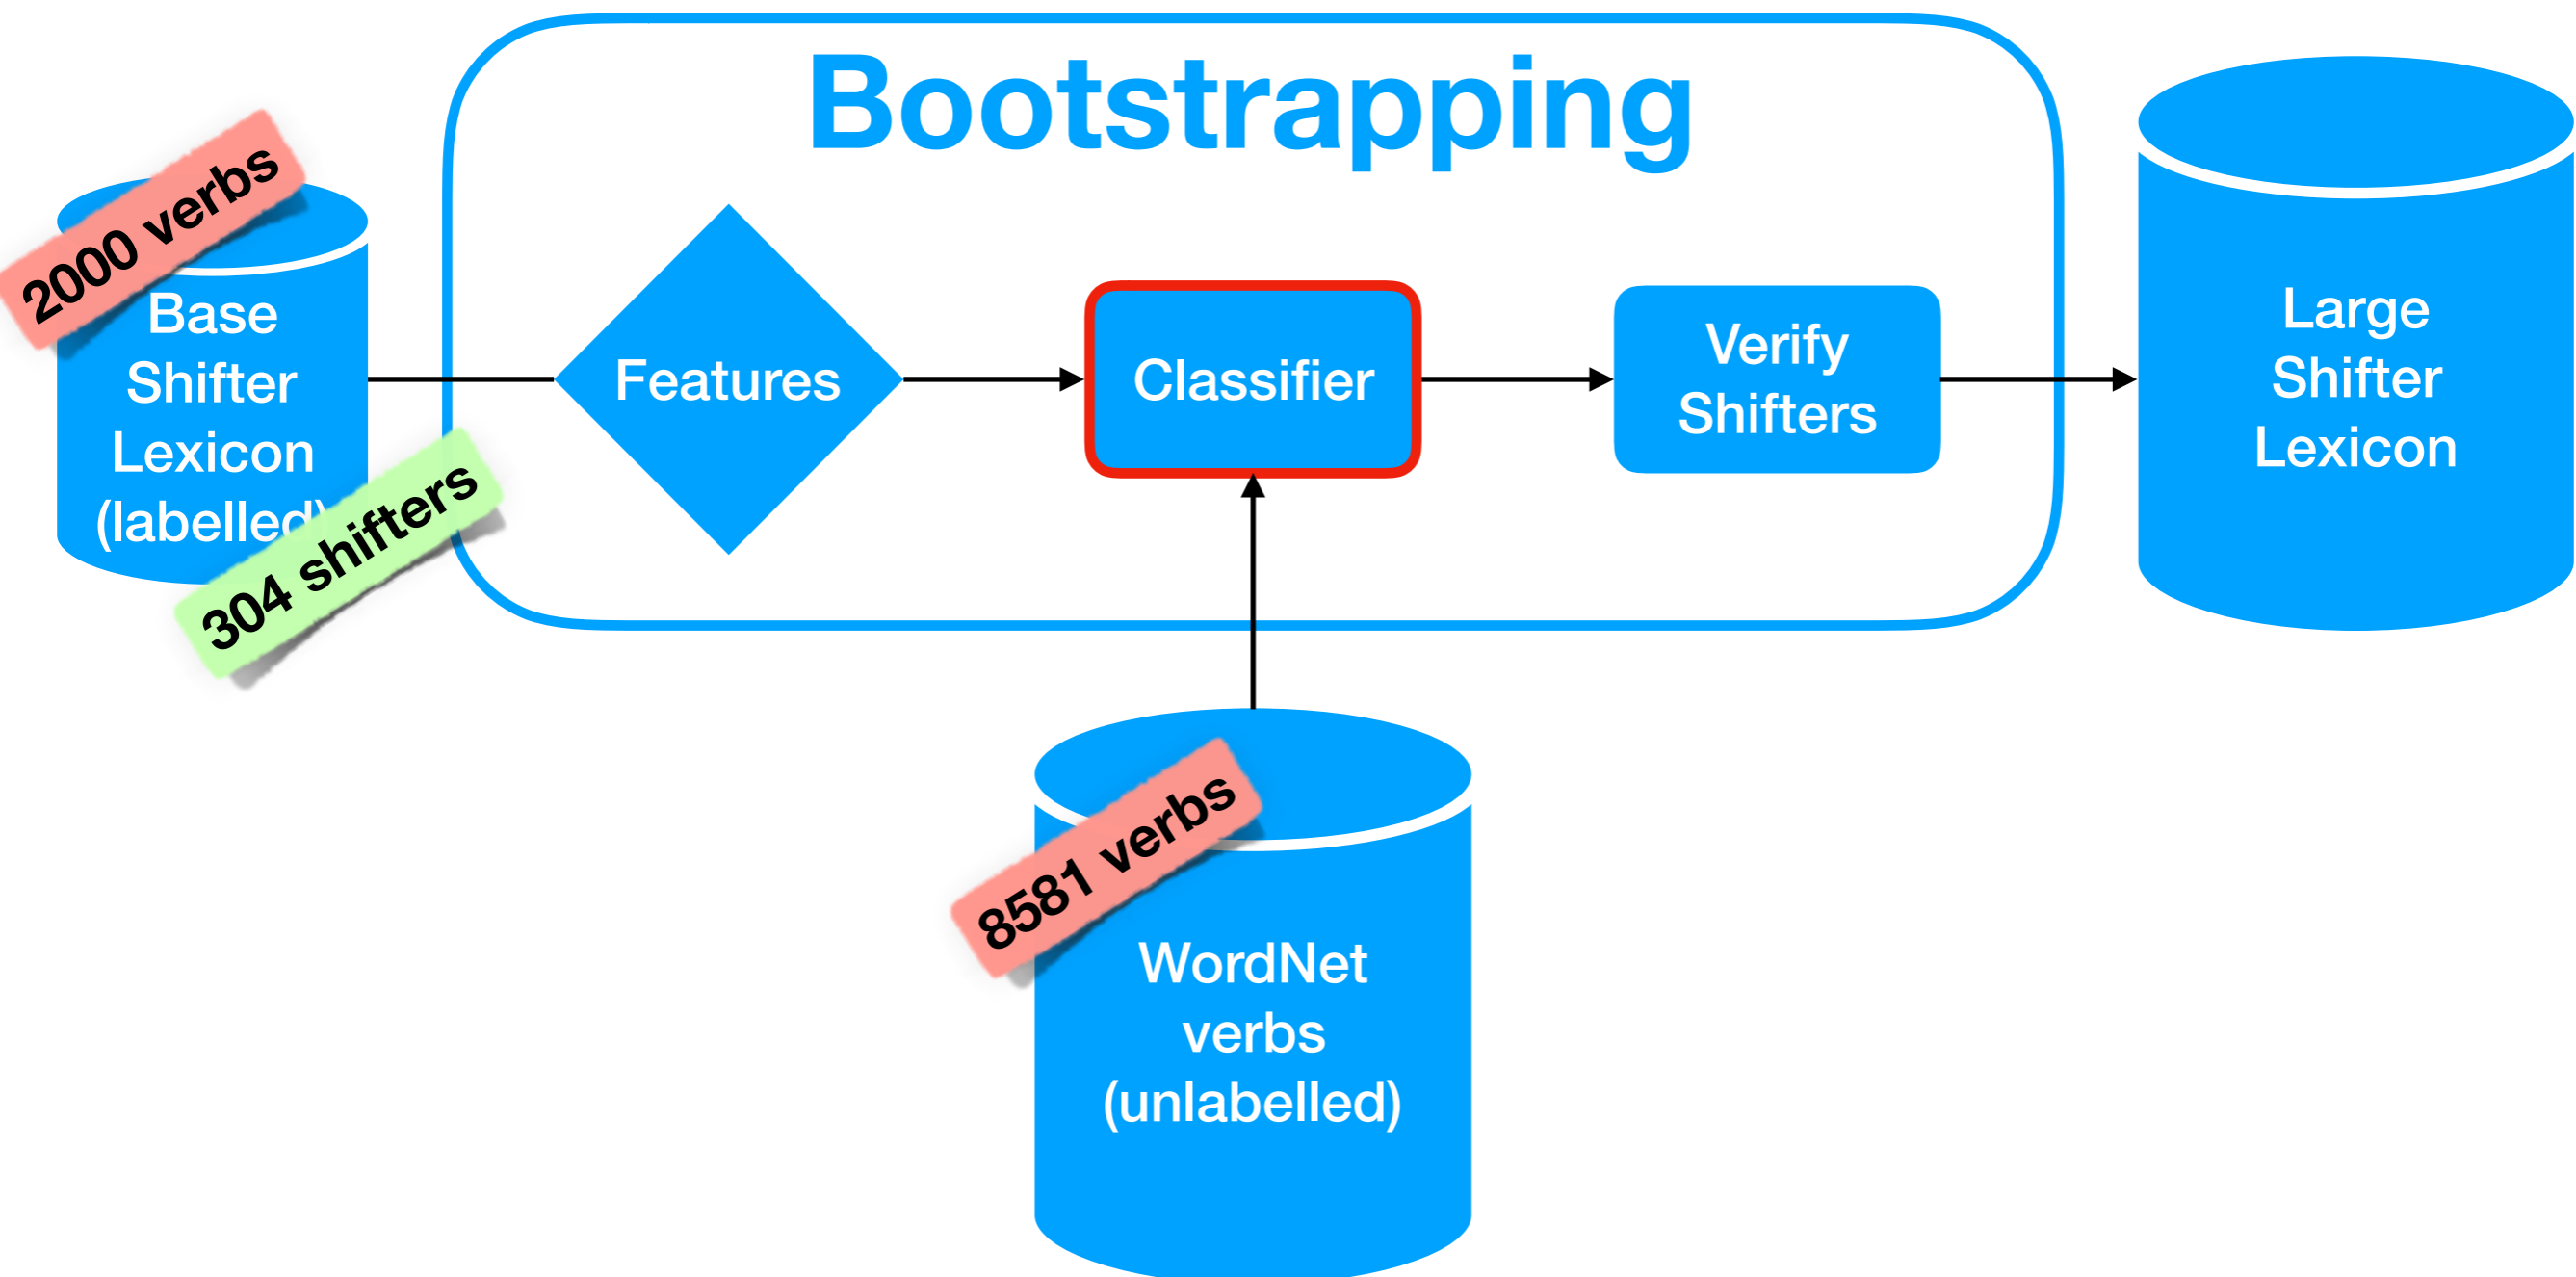 Bootstrapping
2000 verbs
Base
Shifter
Lexicon
(labelled)
304 shifters
Features
Classifier
Verify
Shifters
Large
Shifter
Lexicon
8581 verbs
WordNet
verbs
(unlabelled)